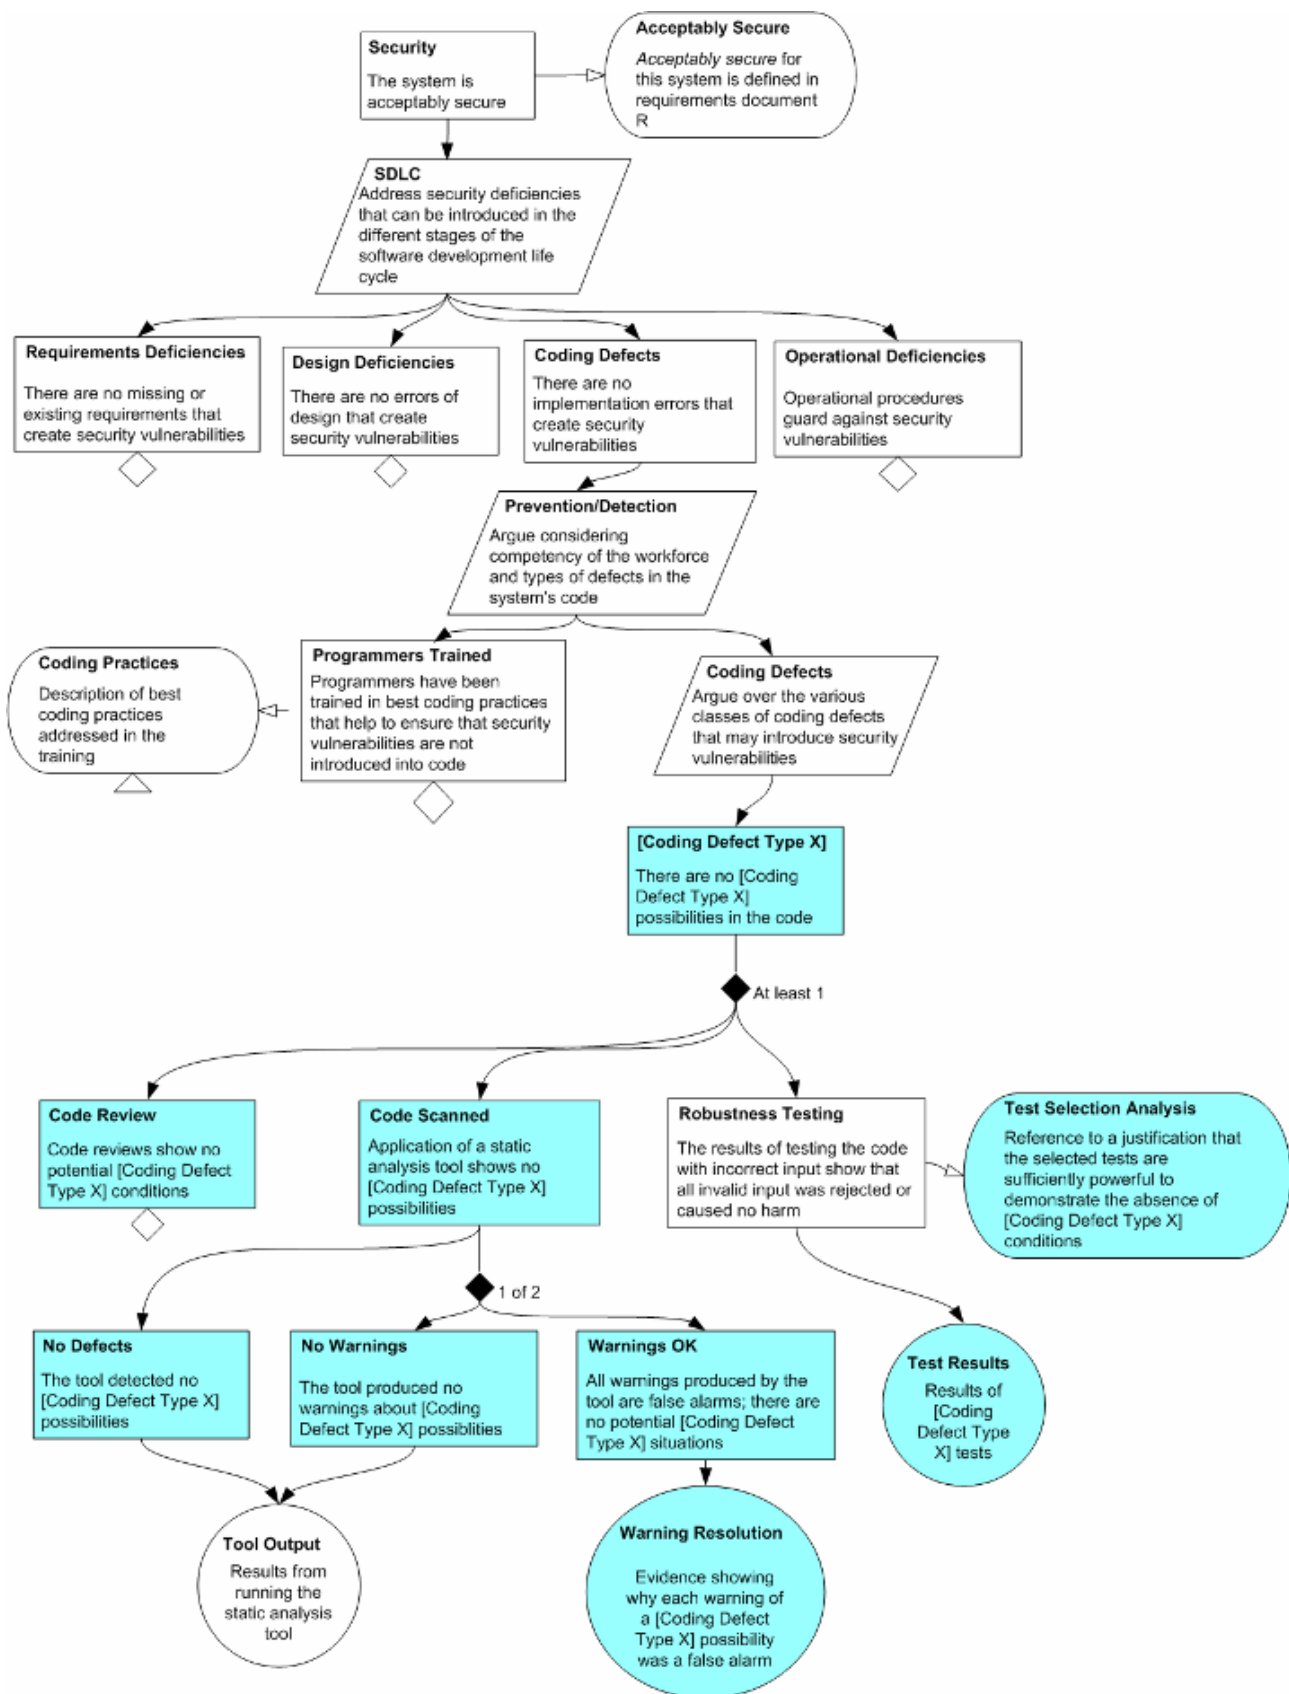 Security
The system is
acceptably secure
Acceptably Secure
Acceptably secure for
this system is defined in
requirements document
R
SDLC
Address security deficiencies
that can be introduced in the
different stages of the
software development life
cycle
Requirements Deficiencies
There are no missing or
existing requirements that
create security vulnerabilities
Design Deficiencies
There are no errors of
design that create
security vulnerabilities
Coding Defects
There are no
implementation errors that
create security
vulnerabilities
Operational Deficiencies
Operational procedures
guard against security
vulnerabilities
Prevention/Detection
Argue considering
competency of the workforce
and types of defects in the
system's code
Coding Practices
Description of best
coding practices
addressed in the
training
Programmers Trained
Programmers have been
trained in best coding practices
that help to ensure that security
vulnerabilities are not
introduced into code
Coding Defects
Argue over the various
classes of coding defects
that may introduce security
vulnerabilities
[Coding Defect Type X]
There are no [Coding
Defect Type X]
possibilities in the code
At least 1
Code Review
Code reviews show no
potential [Coding Defect
Type X] conditions
Code Scanned
Application of a static
analysis tool shows no
[Coding Defect Type X]
possibilities
Robustness Testing
The results of testing the code
with incorrect input show that
all invalid input was rejected or
caused no harm
Test Selection Analysis
Reference to a justification that
the selected tests are
sufficiently powerful to
demonstrate the absence of
[Coding Defect Type X]
conditions
1 of 2
No Defects
The tool detected no
[Coding Defect Type X]
possibilities
No Warnings
The tool produced no
warnings about [Coding
Defect Type X] possiblities
Warnings OK
All warnings produced by the
tool are false alarms; there are
no potential [Coding Defect
Type X] situations
Test Results
Results of
[Coding
Defect Type
X] tests
Tool Output
Results from
running the
static analysis
tool
Warning Resolution
Evidence showing
why each warning of
a [Coding Defect
Type X] possibility
was a false alarm